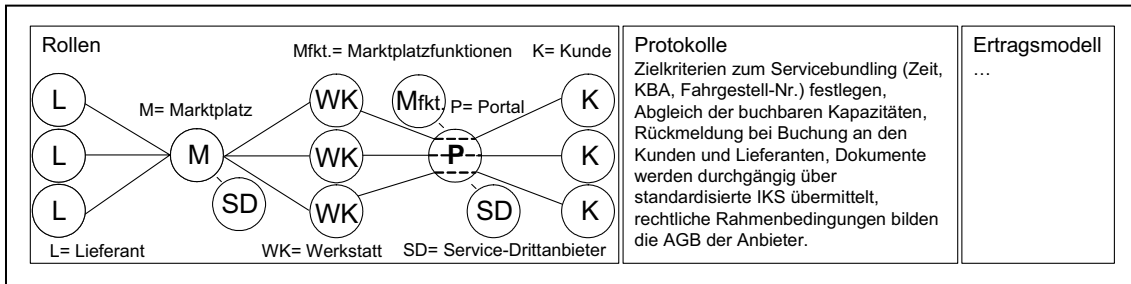 Rollen
Mfkt.= Marktplatzfunktionen
K= Kunde
L
WK
Mfkt.
P= Portal
K
M= Marktplatz
L
M
WK
P
K
L
SD
WK
SD
K
L= Lieferant
WK= Werkstatt
SD= Service-Drittanbieter
Protokolle
Zielkriterien zum Servicebundling (Zeit,
KBA, Fahrgestell-Nr.) festlegen,
Abgleich der buchbaren Kapazitäten,
Rückmeldung bei Buchung an den
Kunden und Lieferanten, Dokumente
werden durchgängig über
standardisierte IKS übermittelt,
rechtliche Rahmenbedingungen bilden
die AGB der Anbieter.
Ertragsmodell
…